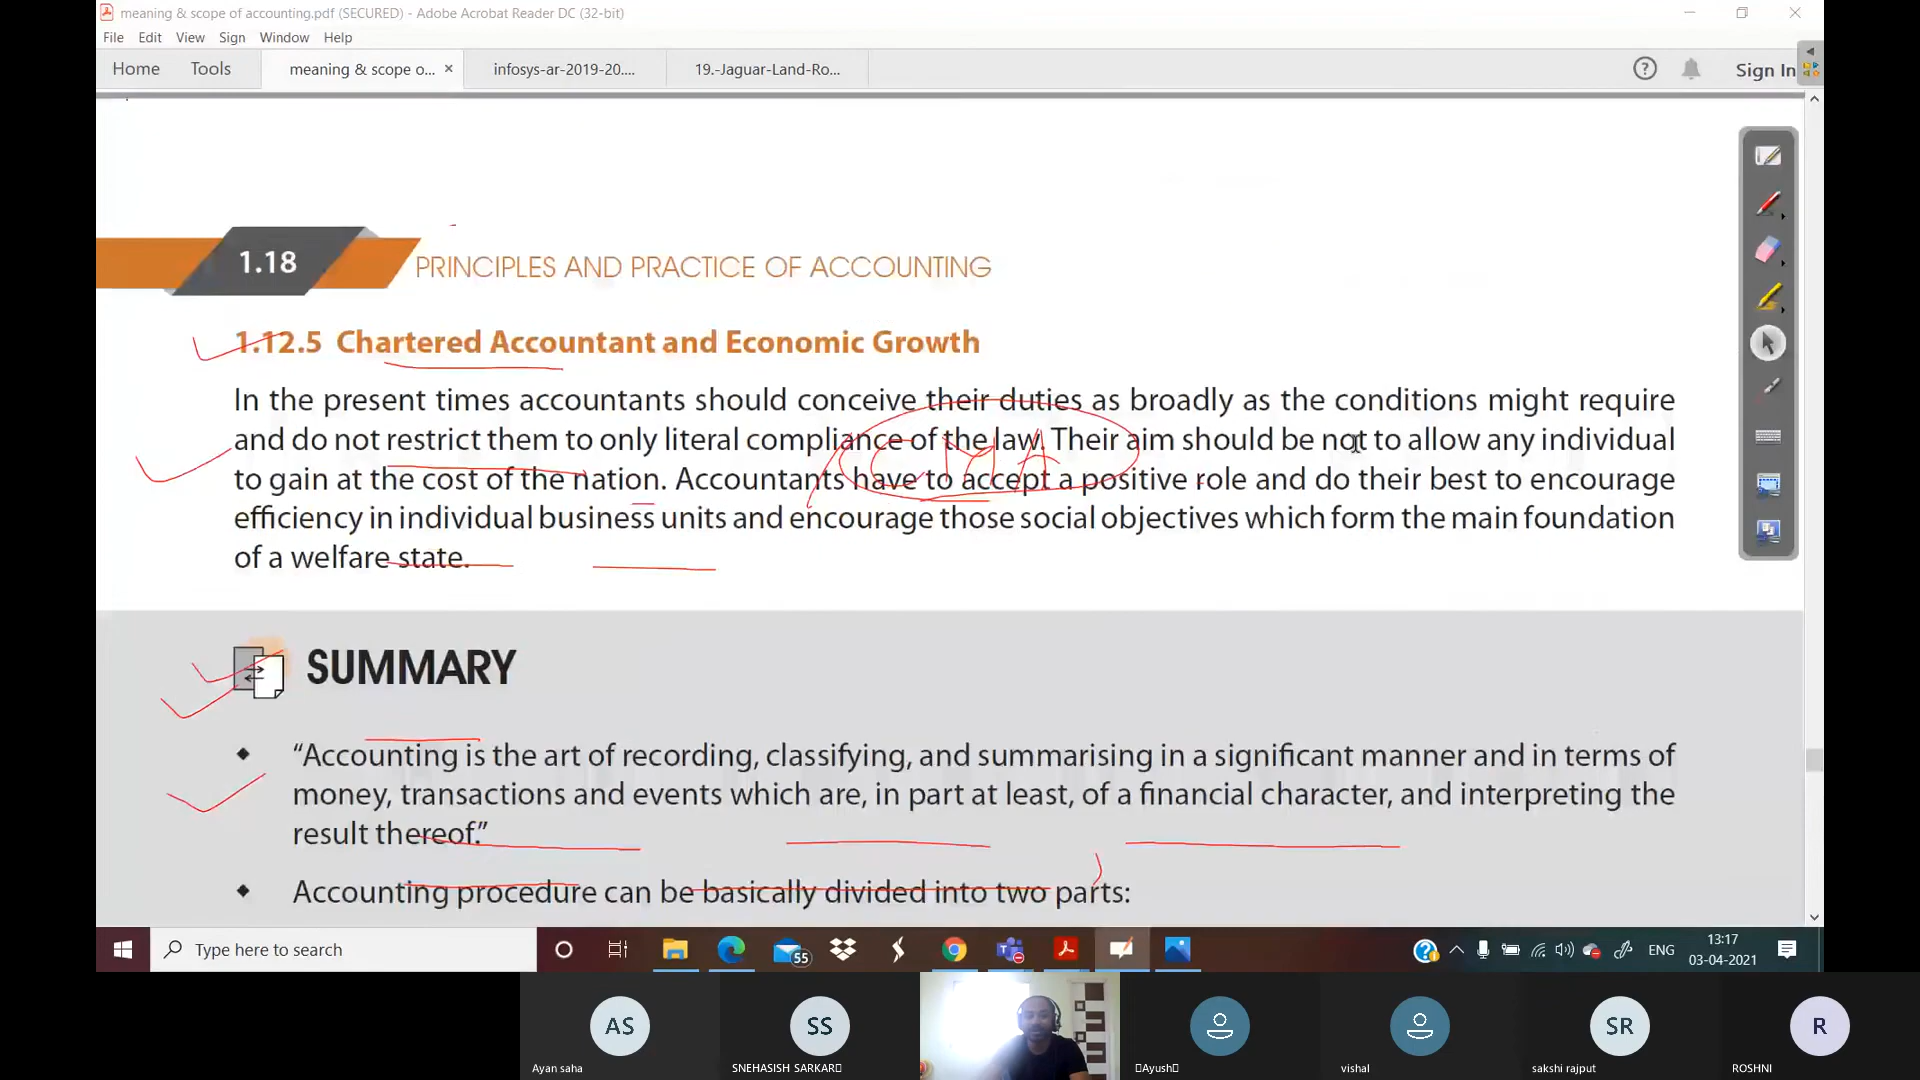 meaning & scope of accounting.pdf (SECURED) - Adobe Acrobat Reader DC (32-bit)
File Edit View Sign Window Help
Home Tools meaning & scope o... × infosys-ar-2019-20.... 19.-Jaguar-Land-Ro... Sign In
1.18 PRINCIPLES AND PRACTICE OF ACCOUNTING
1.12.5 Chartered Accountant and Economic Growth
In the present times accountants should conceive their duties as broadly as the conditions might require
and do not restrict them to only literal compliance of the law. Their aim should be not to allow any individual
to gain at the cost of the nation. Accountants have to accept a positive role and do their best to encourage
efficiency in individual business units and encourage those social objectives which form the main foundation
of a welfare state.
CMA
SUMMARY
◆ “Accounting is the art of recording, classifying, and summarising in a significant manner and in terms of
money, transactions and events which are, in part at least, of a financial character, and interpreting the
result thereof.”
◆ Accounting procedure can be basically divided into two parts:
Type here to search 55 ENG 13:17
03-04-2021
AS SS SR R
Ayan saha SNEHASISH SARKAR Ayush vishal sakshi rajput ROSHNI